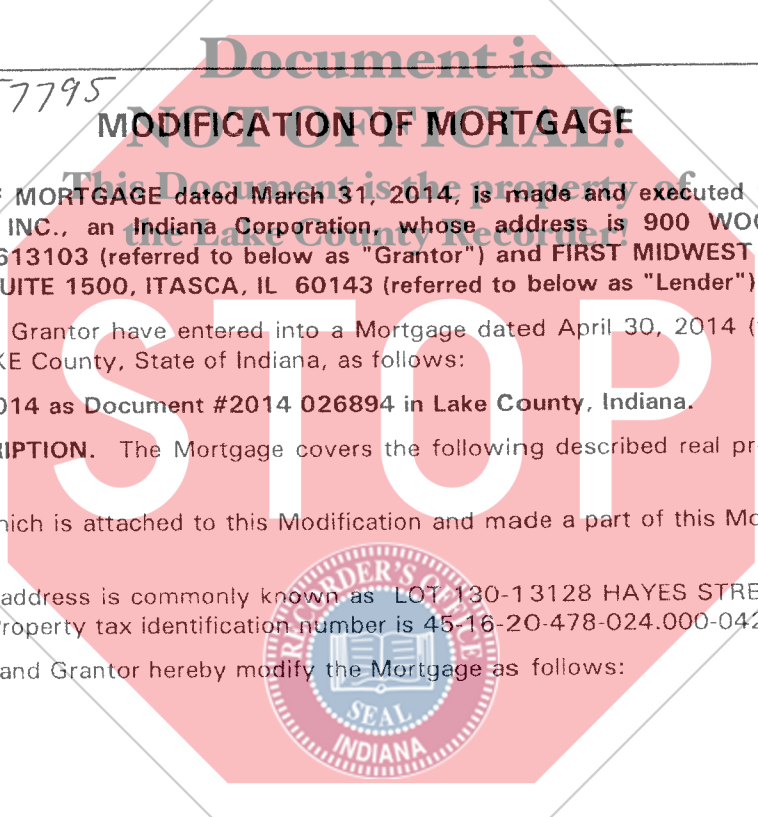 Document is
7795
NOT OFFICIAL!
MODIFICATION OF MORTGAGE
This Document is the property of
MORTGAGE dated March 31, 2014, is made and executed
the Lake County Recorder!
INC., an Indiana Corporation, whose address is 900 WOO
613103 (referred to below as "Grantor") and FIRST MIDWEST
UITE 1500, ITASCA, IL 60143 (referred to below as "Lender")
Grantor have entered into a Mortgage dated April 30, 2014 (
KE County, State of Indiana, as follows:
014 as Document #2014 026894 in Lake County, Indiana.
RIPTION. The Mortgage covers the following described real pr
STOP
hich is attached to this Modification and made a part of this Mo
address is commonly known as LOT 130-13128 HAYES STRE
Property tax identification number is 45-16-20-478-024.000-042
and Grantor hereby modify the Mortgage as follows:
RECORDER'S OFFICE
SEAL
INDIANA